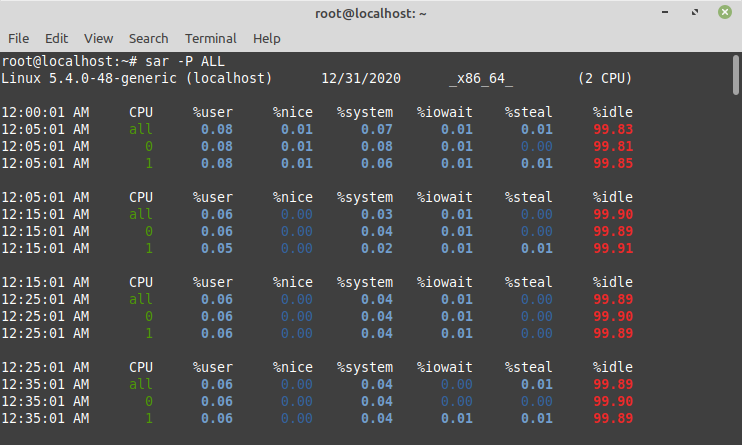 root@localhost: ~
File Edit View Search Terminal Help
root@localhost:~# sar -P ALL
Linux 5.4.0-48-generic (localhost) 12/31/2020 _x86_64_ (2 CPU)
12:00:01 AM CPU %user %nice %system %iowait %steal %idle
12:05:01 AM all 0.08 0.01 0.07 0.01 0.01 99.83
12:05:01 AM 0 0.08 0.01 0.08 0.01 0.00 99.81
12:05:01 AM 1 0.08 0.01 0.06 0.01 0.01 99.85
12:05:01 AM CPU %user %nice %system %iowait %steal %idle
12:15:01 AM all 0.06 0.00 0.03 0.01 0.00 99.90
12:15:01 AM 0 0.06 0.00 0.04 0.01 0.00 99.89
12:15:01 AM 1 0.05 0.00 0.02 0.01 0.01 99.91
12:15:01 AM CPU %user %nice %system %iowait %steal %idle
12:25:01 AM all 0.06 0.00 0.04 0.01 0.00 99.89
12:25:01 AM 0 0.06 0.00 0.04 0.01 0.00 99.90
12:25:01 AM 1 0.06 0.00 0.04 0.01 0.01 99.89
12:25:01 AM CPU %user %nice %system %iowait %steal %idle
12:35:01 AM all 0.06 0.00 0.04 0.00 0.01 99.89
12:35:01 AM 0 0.06 0.00 0.04 0.00 0.00 99.90
12:35:01 AM 1 0.06 0.00 0.04 0.01 0.01 99.89